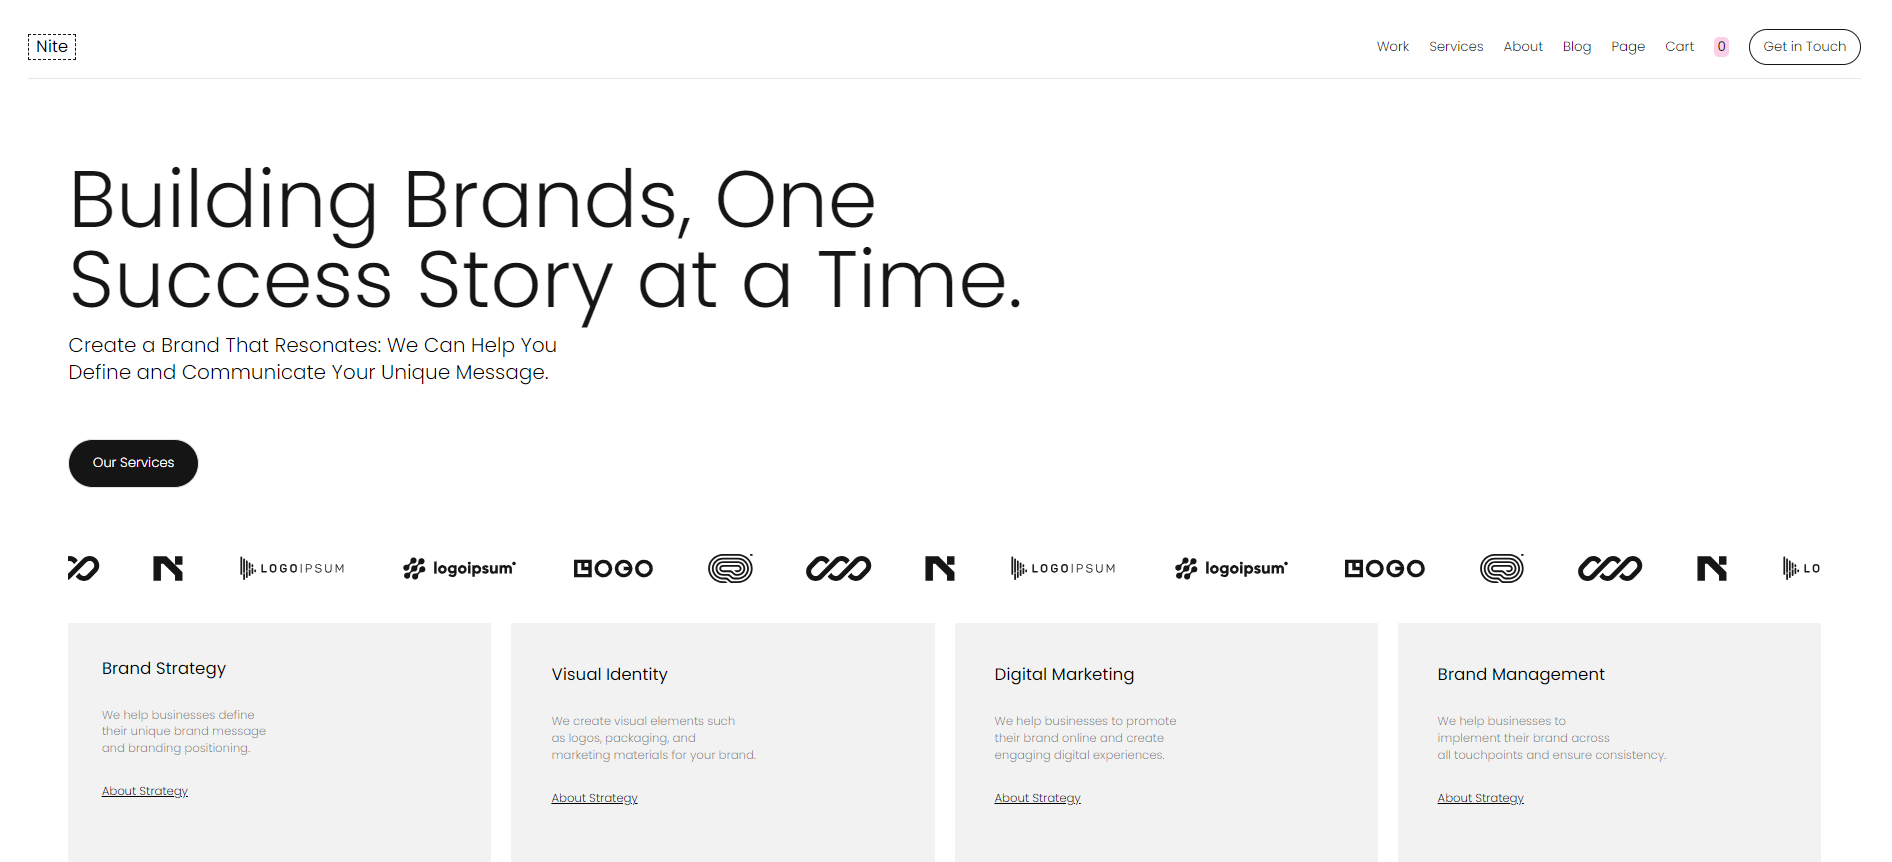 Nite
Work Services About Blog Page Cart 0 Get in Touch
Building Brands, One
Success Story at a Time.
Create a Brand That Resonates: We Can Help You
Define and Communicate Your Unique Message.
Our Services
LOGOIPSUM logoipsum LOGO LOGOIPSUM logoipsum LOGO LO
Brand Strategy
We help businesses define
their unique brand message
and branding positioning.
About Strategy
Visual Identity
We create visual elements such
as logos, packaging, and
marketing materials for your brand.
About Strategy
Digital Marketing
We help businesses to promote
their brand online and create
engaging digital experiences.
About Strategy
Brand Management
We help businesses to
implement their brand across
all touchpoints and ensure consistency.
About Strategy